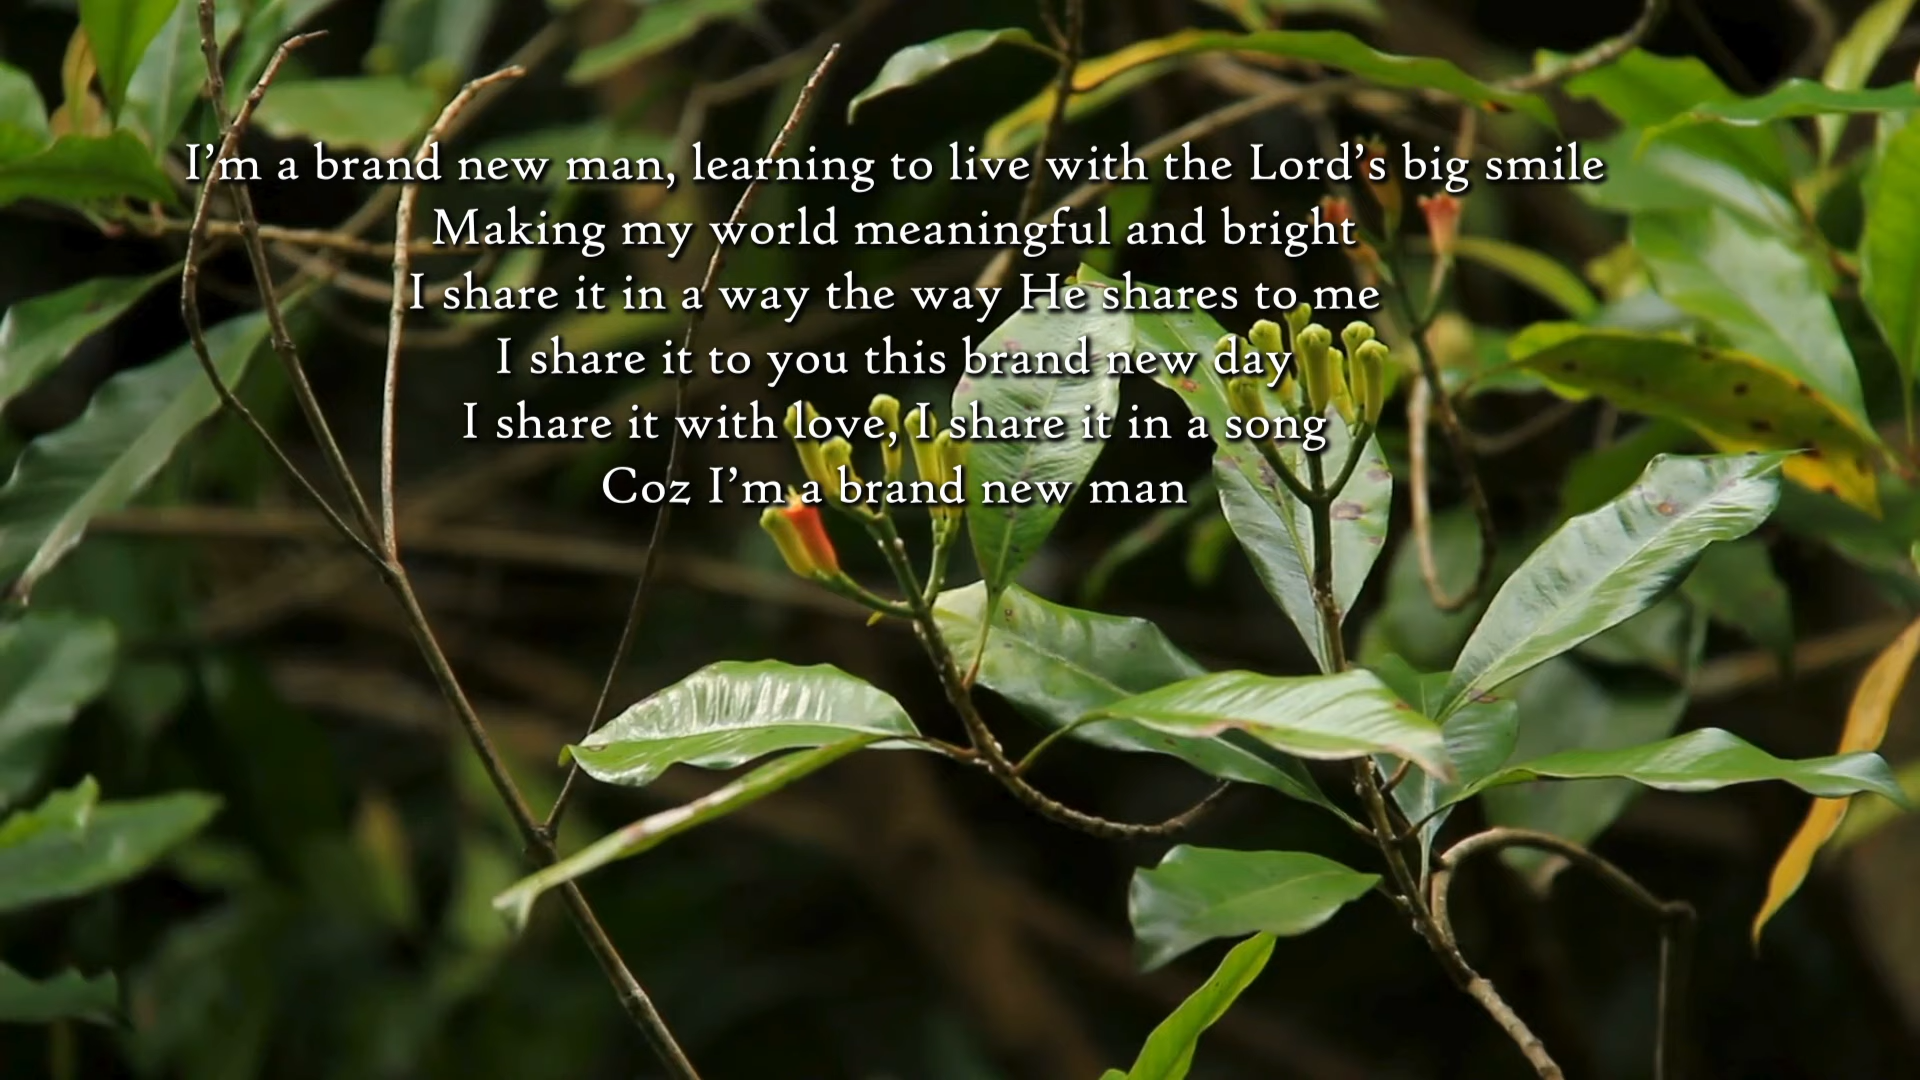 I’m a brand new man, learning to live with the Lord’s big smile
Making my world meaningful and bright
I share it in a way the way He shares to me
I share it to you this brand new day
I share it with love, I share it in a song
Coz I’m a brand new man